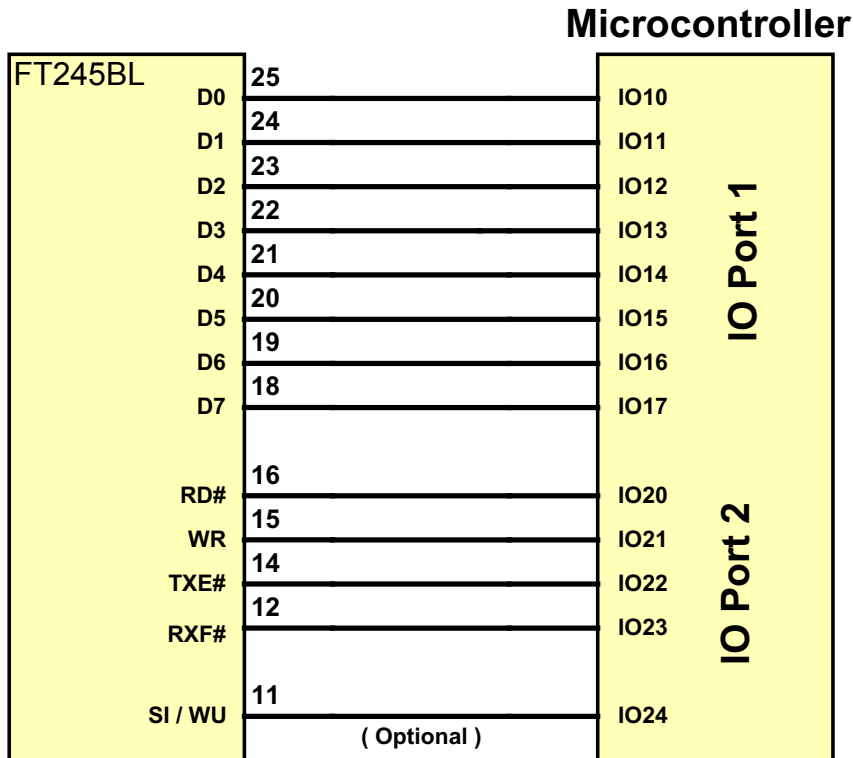 Microcontroller
FT245BL
D0 25 IO10
D1 24 IO11
D2 23 IO12
D3 22 IO13
D4 21 IO14
D5 20 IO15
D6 19 IO16
D7 18 IO17
IO Port 1
RD# 16 IO20
WR 15 IO21
TXE# 14 IO22
RXF# 12 IO23
IO Port 2
SI / WU 11 IO24
( Optional )